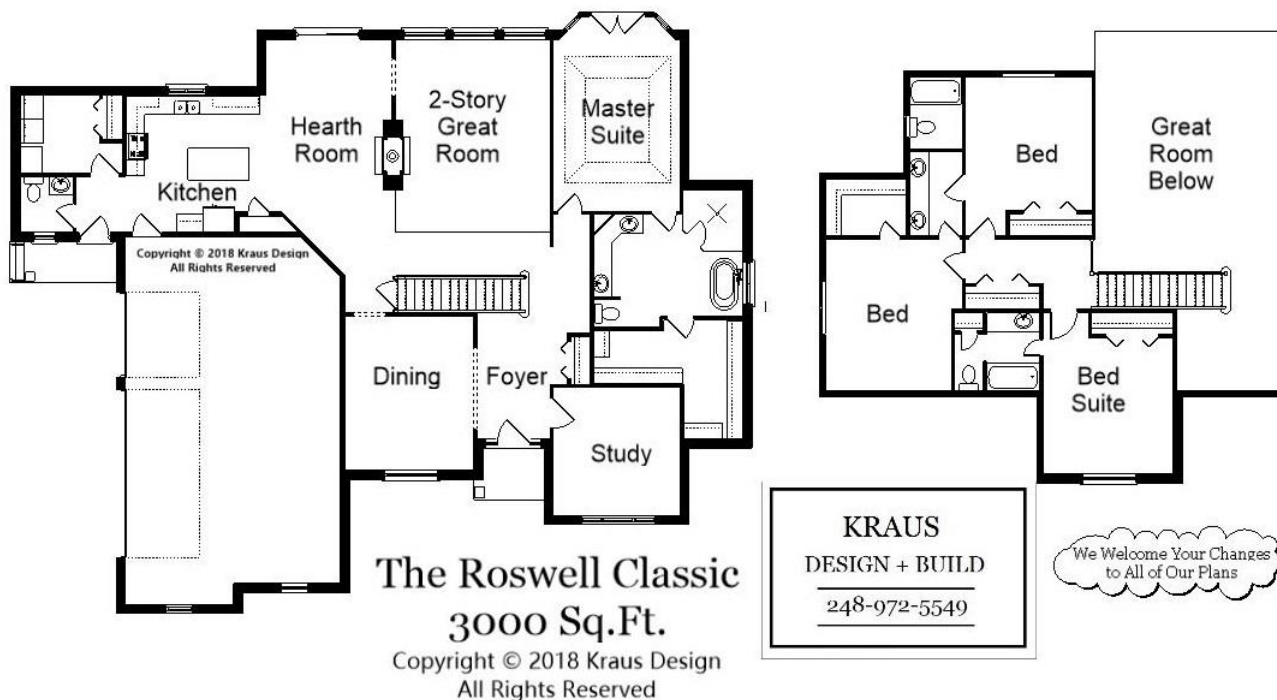 Hearth
Room
2-Story
Great
Room
Master
Suite
Kitchen
Copyright © 2018 Kraus Design
All Rights Reserved
Dining
Foyer
Study
Bed
Great
Room
Below
Bed
Bed
Suite
The Roswell Classic
3000 Sq.Ft.
Copyright © 2018 Kraus Design
All Rights Reserved
KRAUS
DESIGN + BUILD
248-972-5549
We Welcome Your Changes
to All of Our Plans